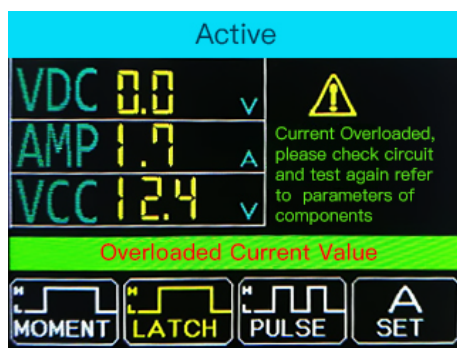 Active
VDC 0.0 V
AMP 1.7 A
VCC 12.4 V
Current Overloaded,
please check circuit
and test again refer
to parameters of
components
Overloaded Current Value
H
L
MOMENT
H
L
LATCH
H
L
PULSE
A
SET